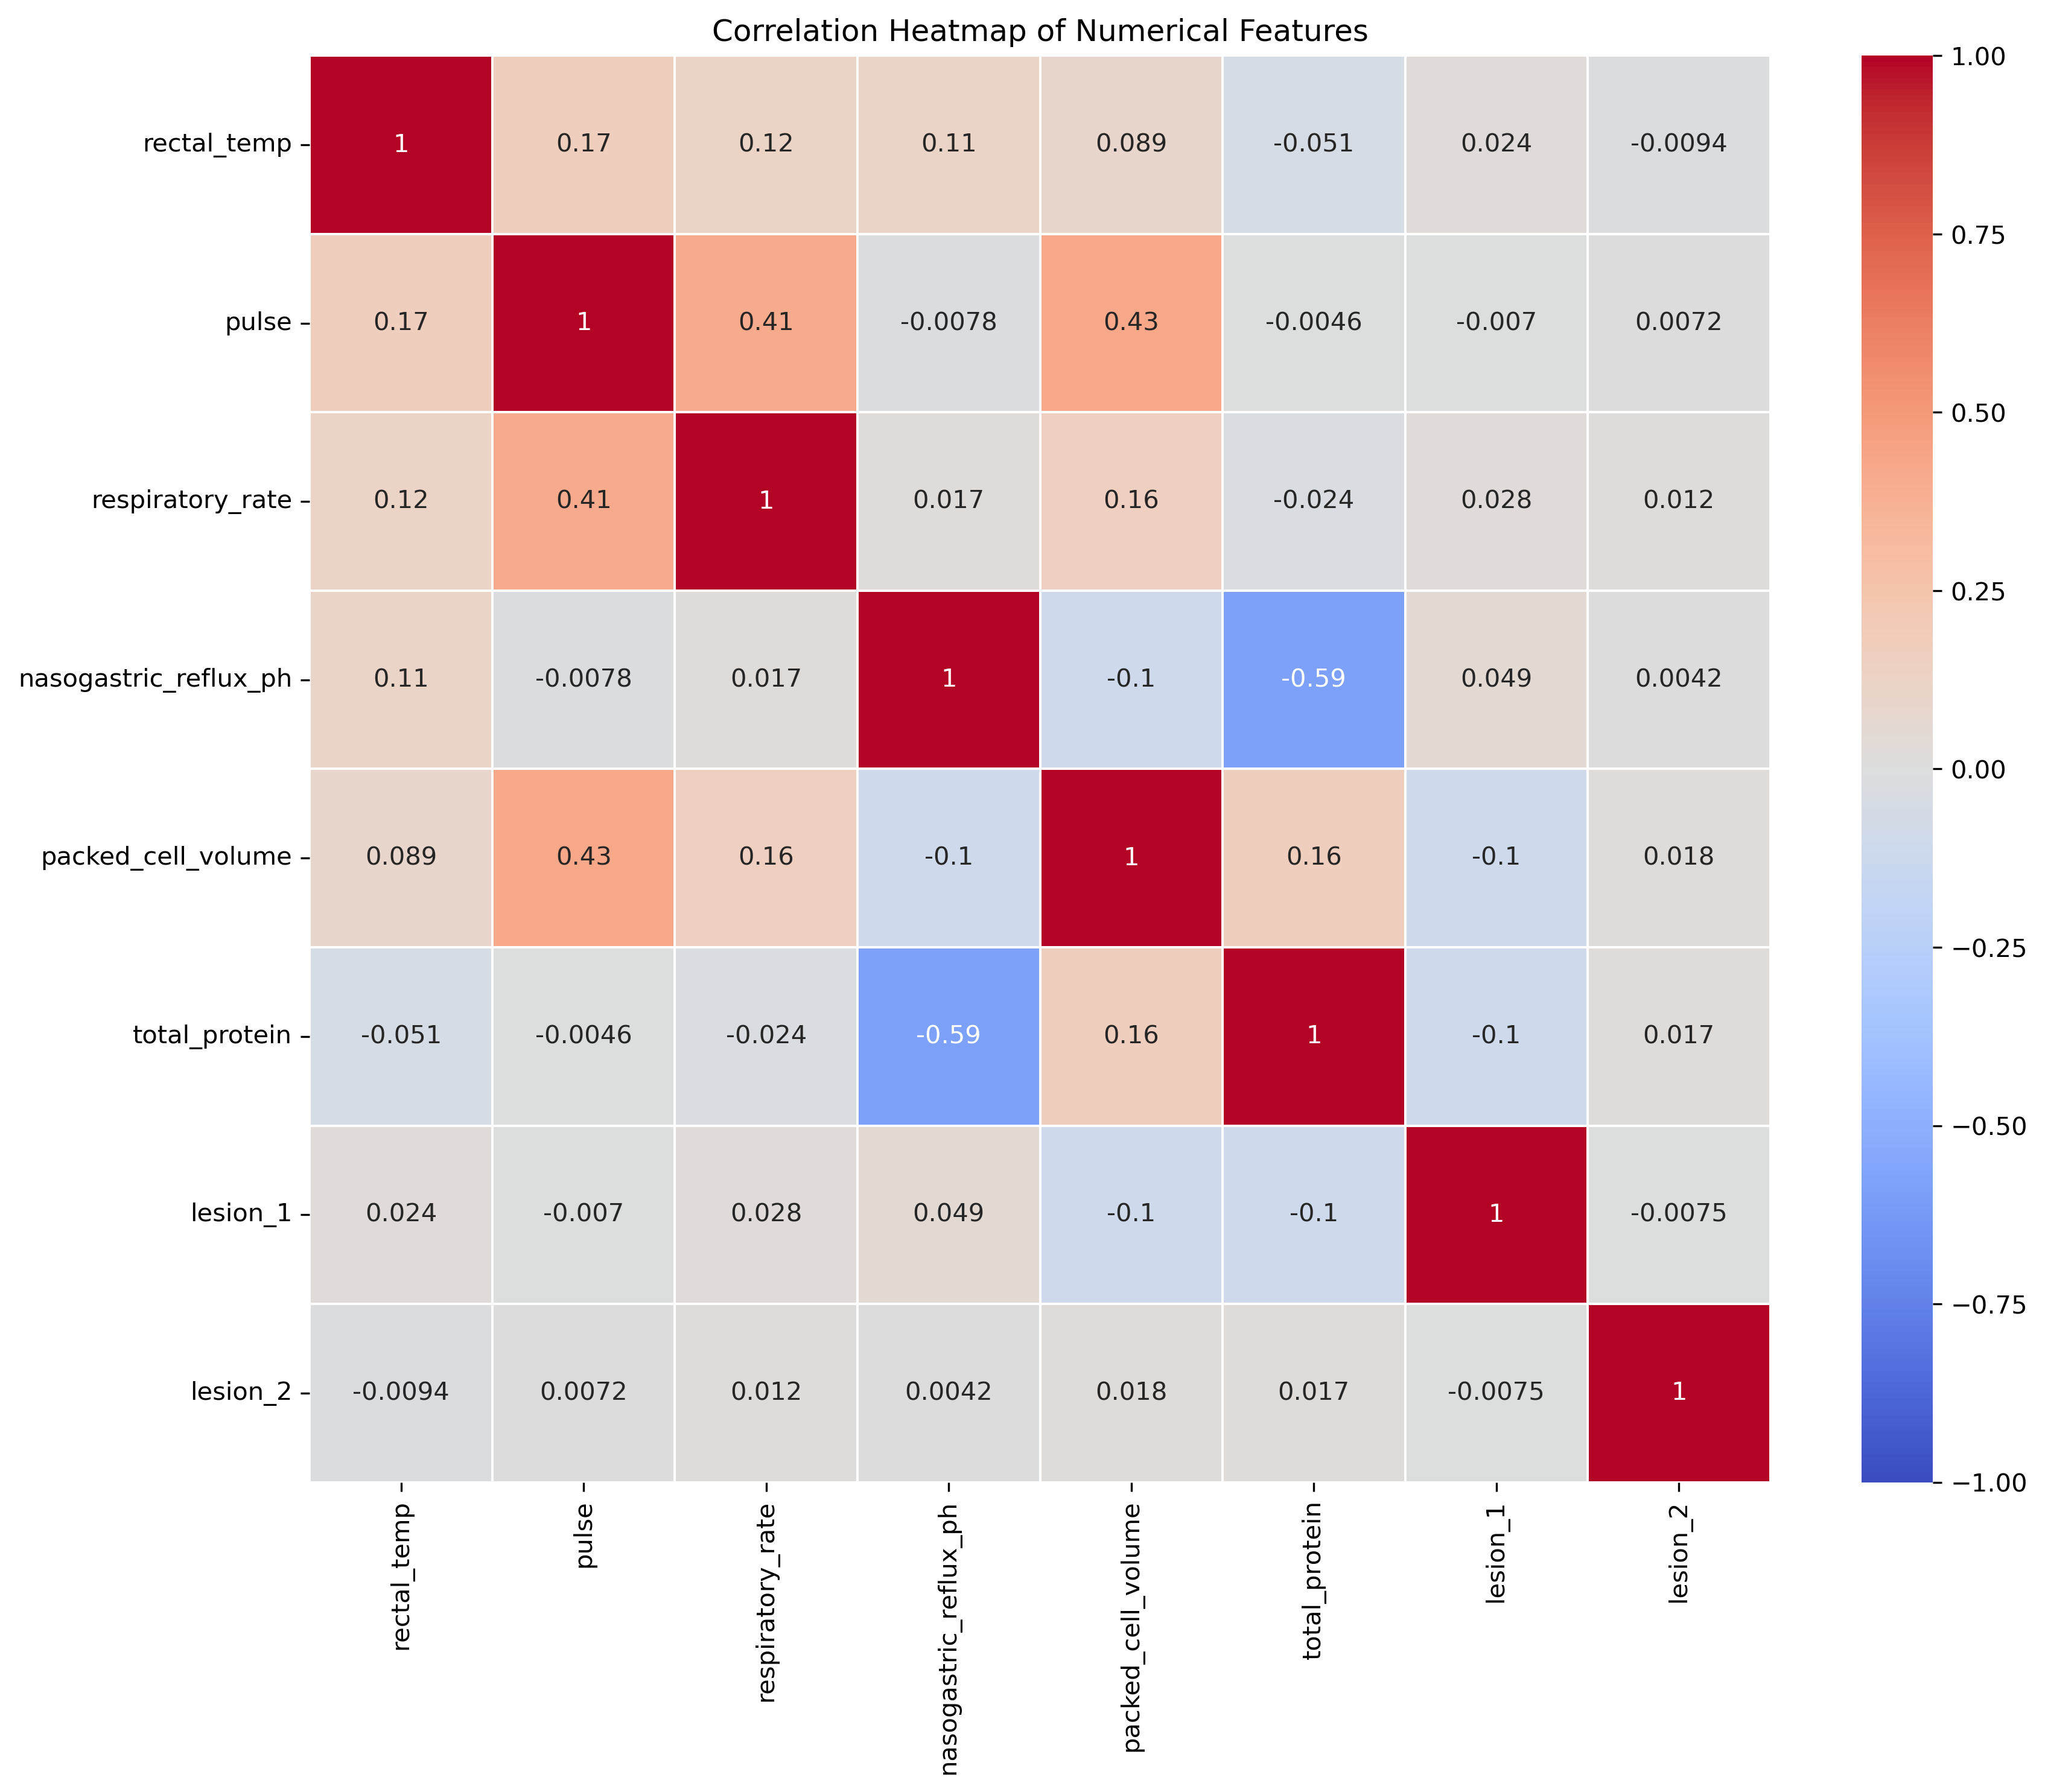 Correlation Heatmap of Numerical Features
rectal_temp 1 0.17 0.12 0.11 0.089 -0.051 0.024 -0.0094
pulse 0.17 1 0.41 -0.0078 0.43 -0.0046 -0.007 0.0072
respiratory_rate 0.12 0.41 1 0.017 0.16 -0.024 0.028 0.012
nasogastric_reflux_ph 0.11 -0.0078 0.017 1 -0.1 -0.59 0.049 0.0042
packed_cell_volume 0.089 0.43 0.16 -0.1 1 0.16 -0.1 0.018
total_protein -0.051 -0.0046 -0.024 -0.59 0.16 1 -0.1 0.017
lesion_1 0.024 -0.007 0.028 0.049 -0.1 -0.1 1 -0.0075
lesion_2 -0.0094 0.0072 0.012 0.0042 0.018 0.017 -0.0075 1
rectal_temp
pulse
respiratory_rate
nasogastric_reflux_ph
packed_cell_volume
total_protein
lesion_1
lesion_2
1.00
0.75
0.50
0.25
0.00
−0.25
−0.50
−0.75
−1.00